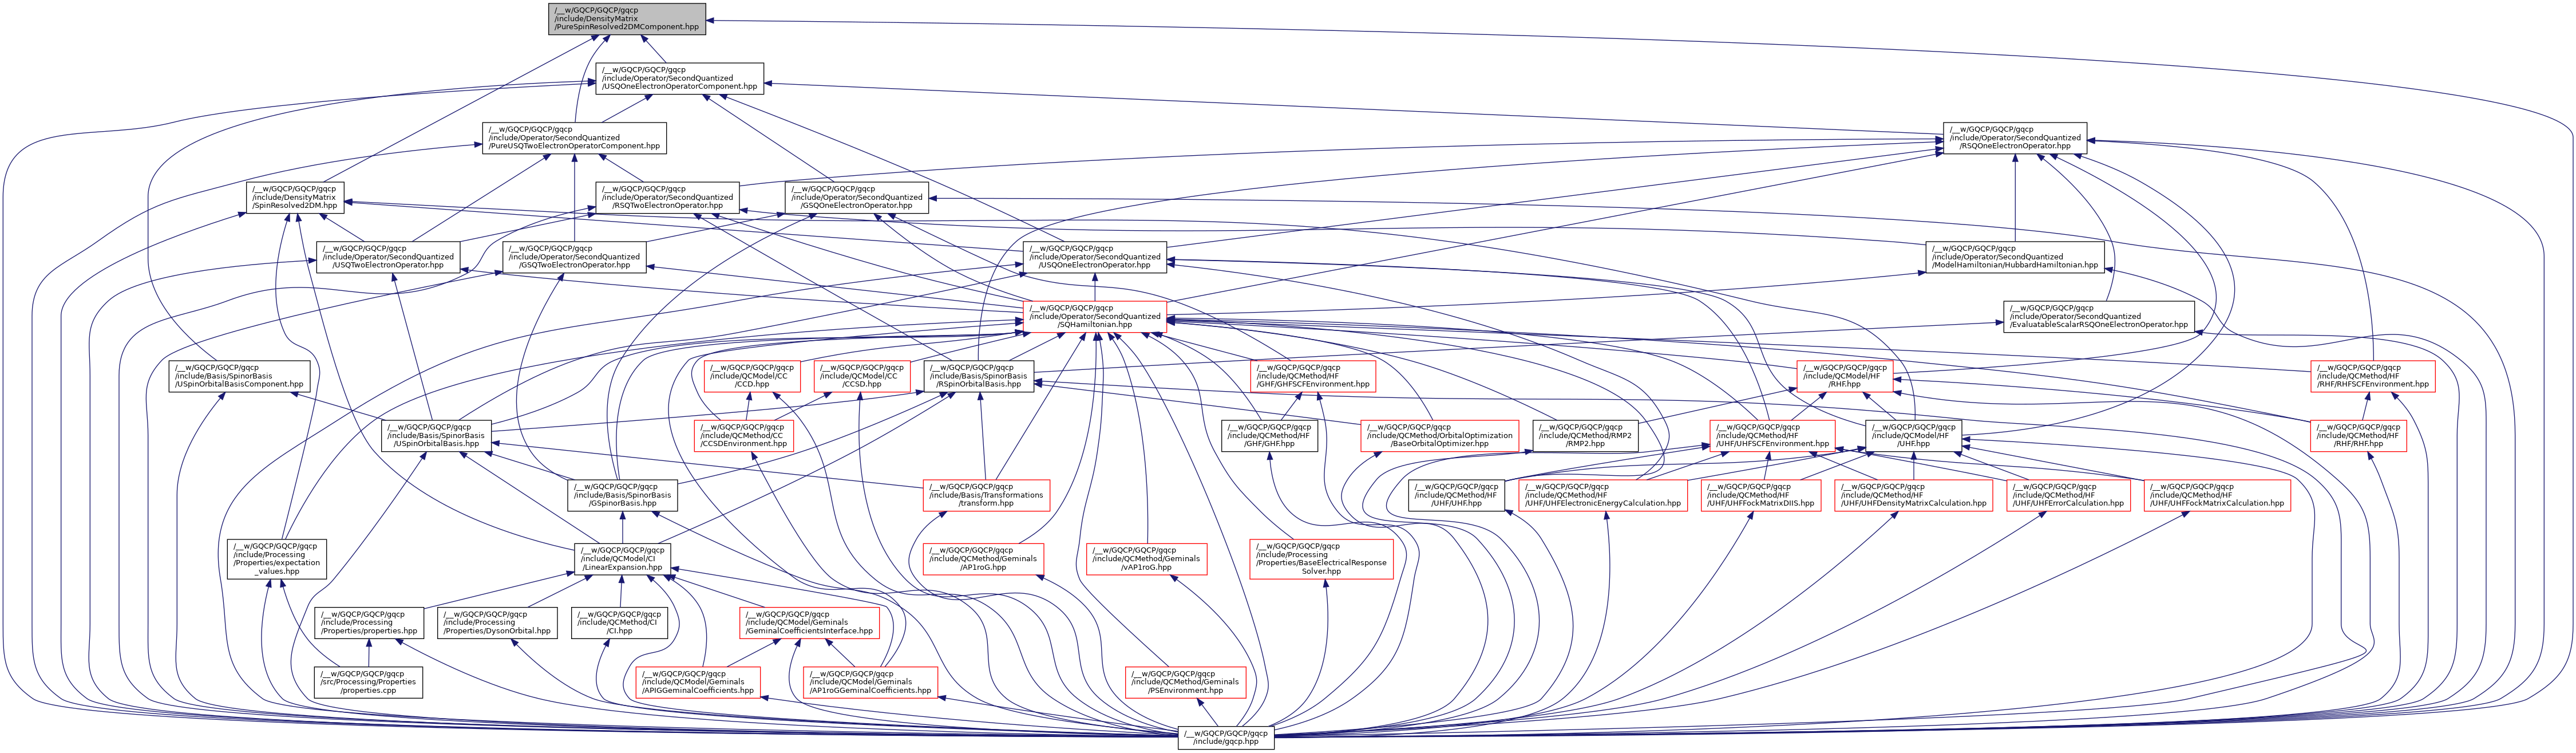 /__w/GQCP/GQCP/gqcp
/include/DensityMatrix
/PureSpinResolved2DMComponent.hpp
/__w/GQCP/GQCP/gqcp
/include/Operator/SecondQuantized
/USQOneElectronOperatorComponent.hpp
/__w/GQCP/GQCP/gqcp
/include/Operator/SecondQuantized
/PureUSQTwoElectronOperatorComponent.hpp
/__w/GQCP/GQCP/gqcp
/include/Operator/SecondQuantized
/RSQOneElectronOperator.hpp
/__w/GQCP/GQCP/gqcp
/include/DensityMatrix
/SpinResolved2DM.hpp
/__w/GQCP/GQCP/gqcp
/include/Operator/SecondQuantized
/RSQTwoElectronOperator.hpp
/__w/GQCP/GQCP/gqcp
/include/Operator/SecondQuantized
/GSQOneElectronOperator.hpp
/__w/GQCP/GQCP/gqcp
/include/Operator/SecondQuantized
/USQTwoElectronOperator.hpp
/__w/GQCP/GQCP/gqcp
/include/Operator/SecondQuantized
/GSQTwoElectronOperator.hpp
/__w/GQCP/GQCP/gqcp
/include/Operator/SecondQuantized
/USQOneElectronOperator.hpp
/__w/GQCP/GQCP/gqcp
/include/Operator/SecondQuantized
/ModelHamiltonian/HubbardHamiltonian.hpp
/__w/GQCP/GQCP/gqcp
/include/Operator/SecondQuantized
/SQHamiltonian.hpp
/__w/GQCP/GQCP/gqcp
/include/Operator/SecondQuantized
/EvaluatableScalarRSQOneElectronOperator.hpp
/__w/GQCP/GQCP/gqcp
/include/Basis/SpinorBasis
/USpinOrbitalBasisComponent.hpp
/__w/GQCP/GQCP/gqcp
/include/QCModel/CC
/CCD.hpp
/__w/GQCP/GQCP/gqcp
/include/QCModel/CC
/CCSD.hpp
/__w/GQCP/GQCP/gqcp
/include/Basis/SpinorBasis
/RSpinOrbitalBasis.hpp
/__w/GQCP/GQCP/gqcp
/include/QCMethod/HF
/GHF/GHFSCFEnvironment.hpp
/__w/GQCP/GQCP/gqcp
/include/QCModel/HF
/RHF.hpp
/__w/GQCP/GQCP/gqcp
/include/QCMethod/HF
/RHF/RHFSCFEnvironment.hpp
/__w/GQCP/GQCP/gqcp
/include/Basis/SpinorBasis
/USpinOrbitalBasis.hpp
/__w/GQCP/GQCP/gqcp
/include/QCMethod/CC
/CCSDEnvironment.hpp
/__w/GQCP/GQCP/gqcp
/include/QCMethod/HF
/GHF/GHF.hpp
/__w/GQCP/GQCP/gqcp
/include/QCMethod/OrbitalOptimization
/BaseOrbitalOptimizer.hpp
/__w/GQCP/GQCP/gqcp
/include/QCMethod/RMP2
/RMP2.hpp
/__w/GQCP/GQCP/gqcp
/include/QCMethod/HF
/UHF/UHFSCFEnvironment.hpp
/__w/GQCP/GQCP/gqcp
/include/QCModel/HF
/UHF.hpp
/__w/GQCP/GQCP/gqcp
/include/QCMethod/HF
/RHF/RHF.hpp
/__w/GQCP/GQCP/gqcp
/include/Basis/SpinorBasis
/GSpinorBasis.hpp
/__w/GQCP/GQCP/gqcp
/include/Basis/Transformations
/transform.hpp
/__w/GQCP/GQCP/gqcp
/include/QCMethod/HF
/UHF/UHF.hpp
/__w/GQCP/GQCP/gqcp
/include/QCMethod/HF
/UHF/UHFElectronicEnergyCalculation.hpp
/__w/GQCP/GQCP/gqcp
/include/QCMethod/HF
/UHF/UHFFockMatrixDIIS.hpp
/__w/GQCP/GQCP/gqcp
/include/QCMethod/HF
/UHF/UHFDensityMatrixCalculation.hpp
/__w/GQCP/GQCP/gqcp
/include/QCMethod/HF
/UHF/UHFErrorCalculation.hpp
/__w/GQCP/GQCP/gqcp
/include/QCMethod/HF
/UHF/UHFFockMatrixCalculation.hpp
/__w/GQCP/GQCP/gqcp
/include/Processing
/Properties/expectation
_values.hpp
/__w/GQCP/GQCP/gqcp
/include/QCModel/CI
/LinearExpansion.hpp
/__w/GQCP/GQCP/gqcp
/include/QCMethod/Geminals
/AP1roG.hpp
/__w/GQCP/GQCP/gqcp
/include/QCMethod/Geminals
/vAP1roG.hpp
/__w/GQCP/GQCP/gqcp
/include/Processing
/Properties/BaseElectricalResponse
Solver.hpp
/__w/GQCP/GQCP/gqcp
/include/Processing
/Properties/properties.hpp
/__w/GQCP/GQCP/gqcp
/include/Processing
/Properties/DysonOrbital.hpp
/__w/GQCP/GQCP/gqcp
/include/QCMethod/CI
/CI.hpp
/__w/GQCP/GQCP/gqcp
/include/QCModel/Geminals
/GeminalCoefficientsInterface.hpp
/__w/GQCP/GQCP/gqcp
/src/Processing/Properties
/properties.cpp
/__w/GQCP/GQCP/gqcp
/include/QCModel/Geminals
/APIGGeminalCoefficients.hpp
/__w/GQCP/GQCP/gqcp
/include/QCModel/Geminals
/AP1roGGeminalCoefficients.hpp
/__w/GQCP/GQCP/gqcp
/include/QCMethod/Geminals
/PSEnvironment.hpp
/__w/GQCP/GQCP/gqcp
/include/gqcp.hpp